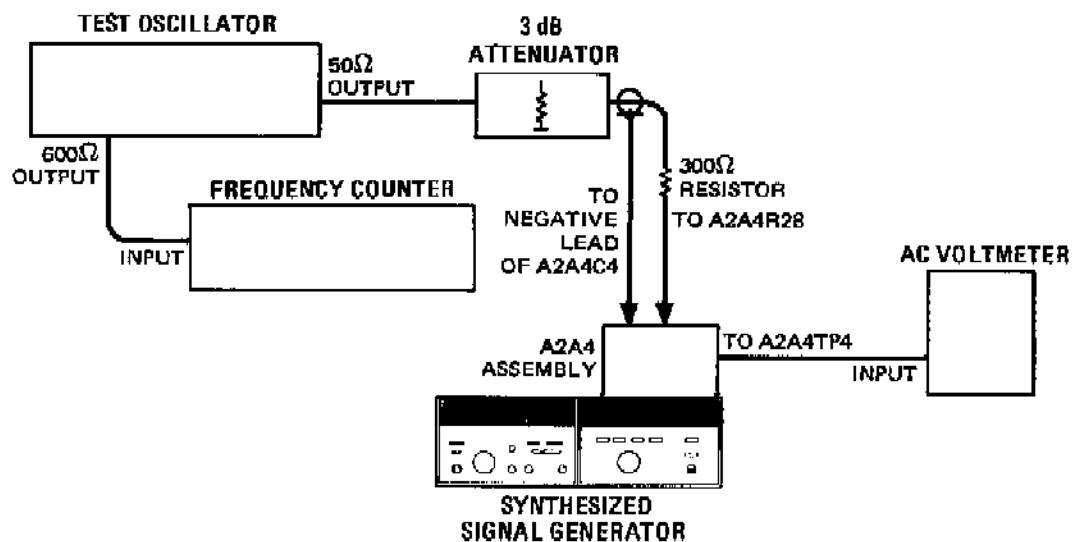 TEST OSCILLATOR
50Ω
OUTPUT
3 dB
ATTENUATOR
600Ω
OUTPUT
FREQUENCY COUNTER
INPUT
300Ω
RESISTOR
TO A2A4R28
TO
NEGATIVE
LEAD
OF A2A4C4
AC VOLTMETER
A2A4
ASSEMBLY
TO A2A4TP4
INPUT
SYNTHESIZED
SIGNAL GENERATOR